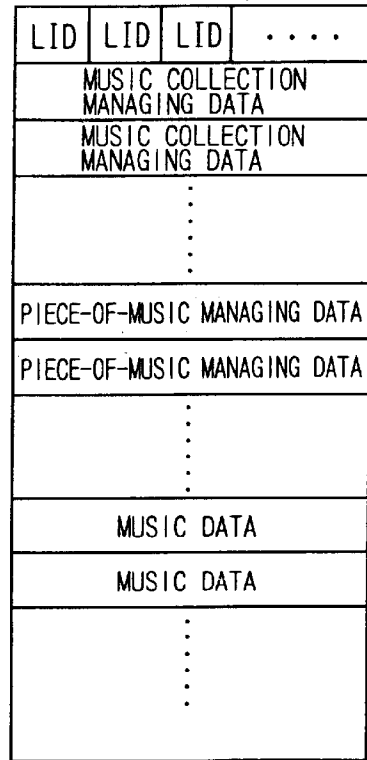 LID LID LID ....
MUSIC COLLECTION
MANAGING DATA
MUSIC COLLECTION
MANAGING DATA
PIECE-OF-MUSIC MANAGING DATA
PIECE-OF-MUSIC MANAGING DATA
MUSIC DATA
MUSIC DATA